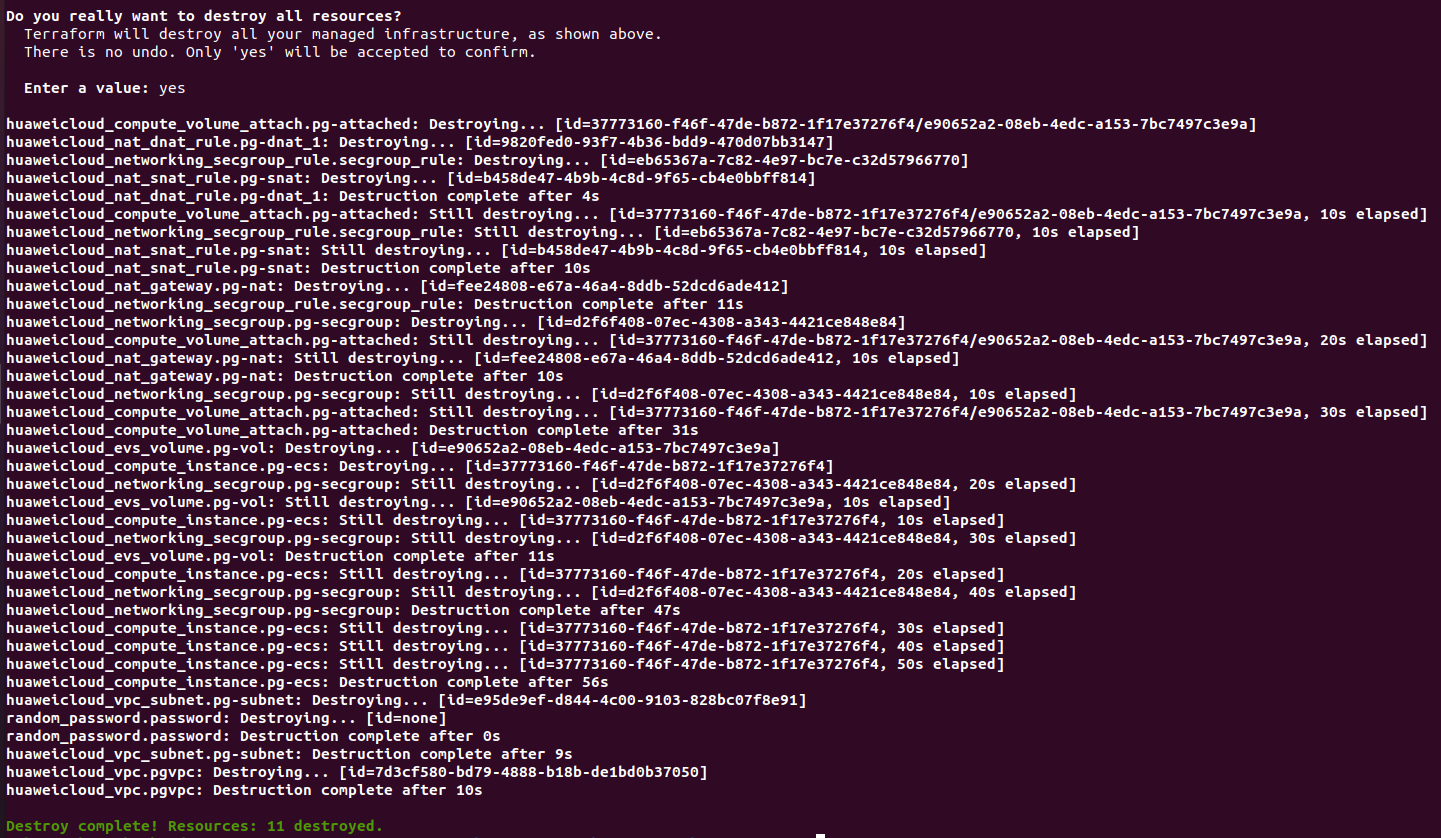 Do you really want to destroy all resources?
  Terraform will destroy all your managed infrastructure, as shown above.
  There is no undo. Only 'yes' will be accepted to confirm.

  Enter a value: yes

huaweicloud_compute_volume_attach.pg-attached: Destroying... [id=37773160-f46f-47de-b872-1f17e37276f4/e90652a2-08eb-4edc-a153-7bc7497c3e9a]
huaweicloud_nat_dnat_rule.pg-dnat_1: Destroying... [id=9820fed0-93f7-4b36-bdd9-470d07bb3147]
huaweicloud_networking_secgroup_rule.secgroup_rule: Destroying... [id=eb65367a-7c82-4e97-bc7e-c32d57966770]
huaweicloud_nat_snat_rule.pg-snat: Destroying... [id=b458de47-4b9b-4c8d-9f65-cb4e0bbff814]
huaweicloud_nat_dnat_rule.pg-dnat_1: Destruction complete after 4s
huaweicloud_compute_volume_attach.pg-attached: Still destroying... [id=37773160-f46f-47de-b872-1f17e37276f4/e90652a2-08eb-4edc-a153-7bc7497c3e9a, 10s elapsed]
huaweicloud_networking_secgroup_rule.secgroup_rule: Still destroying... [id=eb65367a-7c82-4e97-bc7e-c32d57966770, 10s elapsed]
huaweicloud_nat_snat_rule.pg-snat: Still destroying... [id=b458de47-4b9b-4c8d-9f65-cb4e0bbff814, 10s elapsed]
huaweicloud_nat_snat_rule.pg-snat: Destruction complete after 10s
huaweicloud_nat_gateway.pg-nat: Destroying... [id=fee24808-e67a-46a4-8ddb-52dcd6ade412]
huaweicloud_networking_secgroup_rule.secgroup_rule: Destruction complete after 11s
huaweicloud_networking_secgroup.pg-secgroup: Destroying... [id=d2f6f408-07ec-4308-a343-4421ce848e84]
huaweicloud_compute_volume_attach.pg-attached: Still destroying... [id=37773160-f46f-47de-b872-1f17e37276f4/e90652a2-08eb-4edc-a153-7bc7497c3e9a, 20s elapsed]
huaweicloud_nat_gateway.pg-nat: Still destroying... [id=fee24808-e67a-46a4-8ddb-52dcd6ade412, 10s elapsed]
huaweicloud_nat_gateway.pg-nat: Destruction complete after 10s
huaweicloud_networking_secgroup.pg-secgroup: Still destroying... [id=d2f6f408-07ec-4308-a343-4421ce848e84, 10s elapsed]
huaweicloud_compute_volume_attach.pg-attached: Still destroying... [id=37773160-f46f-47de-b872-1f17e37276f4/e90652a2-08eb-4edc-a153-7bc7497c3e9a, 30s elapsed]
huaweicloud_compute_volume_attach.pg-attached: Destruction complete after 31s
huaweicloud_evs_volume.pg-vol: Destroying... [id=e90652a2-08eb-4edc-a153-7bc7497c3e9a]
huaweicloud_compute_instance.pg-ecs: Destroying... [id=37773160-f46f-47de-b872-1f17e37276f4]
huaweicloud_networking_secgroup.pg-secgroup: Still destroying... [id=d2f6f408-07ec-4308-a343-4421ce848e84, 20s elapsed]
huaweicloud_evs_volume.pg-vol: Still destroying... [id=e90652a2-08eb-4edc-a153-7bc7497c3e9a, 10s elapsed]
huaweicloud_compute_instance.pg-ecs: Still destroying... [id=37773160-f46f-47de-b872-1f17e37276f4, 10s elapsed]
huaweicloud_networking_secgroup.pg-secgroup: Still destroying... [id=d2f6f408-07ec-4308-a343-4421ce848e84, 30s elapsed]
huaweicloud_evs_volume.pg-vol: Destruction complete after 11s
huaweicloud_compute_instance.pg-ecs: Still destroying... [id=37773160-f46f-47de-b872-1f17e37276f4, 20s elapsed]
huaweicloud_networking_secgroup.pg-secgroup: Still destroying... [id=d2f6f408-07ec-4308-a343-4421ce848e84, 40s elapsed]
huaweicloud_networking_secgroup.pg-secgroup: Destruction complete after 47s
huaweicloud_compute_instance.pg-ecs: Still destroying... [id=37773160-f46f-47de-b872-1f17e37276f4, 30s elapsed]
huaweicloud_compute_instance.pg-ecs: Still destroying... [id=37773160-f46f-47de-b872-1f17e37276f4, 40s elapsed]
huaweicloud_compute_instance.pg-ecs: Still destroying... [id=37773160-f46f-47de-b872-1f17e37276f4, 50s elapsed]
huaweicloud_compute_instance.pg-ecs: Destruction complete after 56s
huaweicloud_vpc_subnet.pg-subnet: Destroying... [id=e95de9ef-d844-4c00-9103-828bc07f8e91]
random_password.password: Destroying... [id=none]
random_password.password: Destruction complete after 0s
huaweicloud_vpc_subnet.pg-subnet: Destruction complete after 9s
huaweicloud_vpc.pgvpc: Destroying... [id=7d3cf580-bd79-4888-b18b-de1bd0b37050]
huaweicloud_vpc.pgvpc: Destruction complete after 10s

Destroy complete! Resources: 11 destroyed.